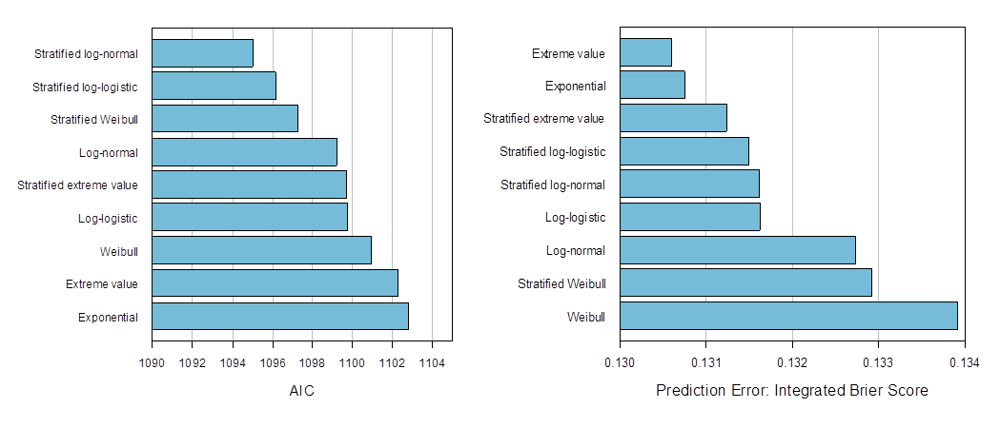 Stratified log-normal
Stratified log-logistic
Stratified Weibull
Log-normal
Stratified extreme value
Log-logistic
Weibull
Extreme value
Exponential
1090 1092 1094 1096 1098 1100 1102 1104
AIC
Extreme value
Exponential
Stratified extreme value
Stratified log-logistic
Stratified log-normal
Log-logistic
Log-normal
Stratified Weibull
Weibull
0.130 0.131 0.132 0.133 0.134
Prediction Error: Integrated Brier Score